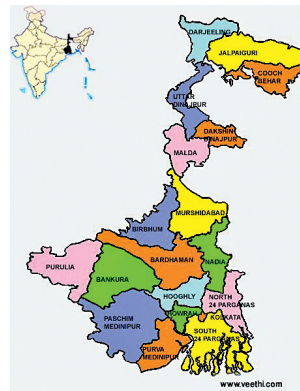 DARJEELING
JALPAIGURI
COOCH
BEHAR
UTTAR
DINAJPUR
DAKSHIN
DINAJPUR
MALDA
MURSHIDABAD
BIRBHUM
BARDHAMAN
NADIA
PURULIA
BANKURA
HOOGHLY
NORTH
24 PARGANAS
HOWRAH
KOLKATA
PASCHIM
MEDINIPUR
SOUTH
24 PARGANAS
PURVA
MEDINIPUR
www.veethi.com